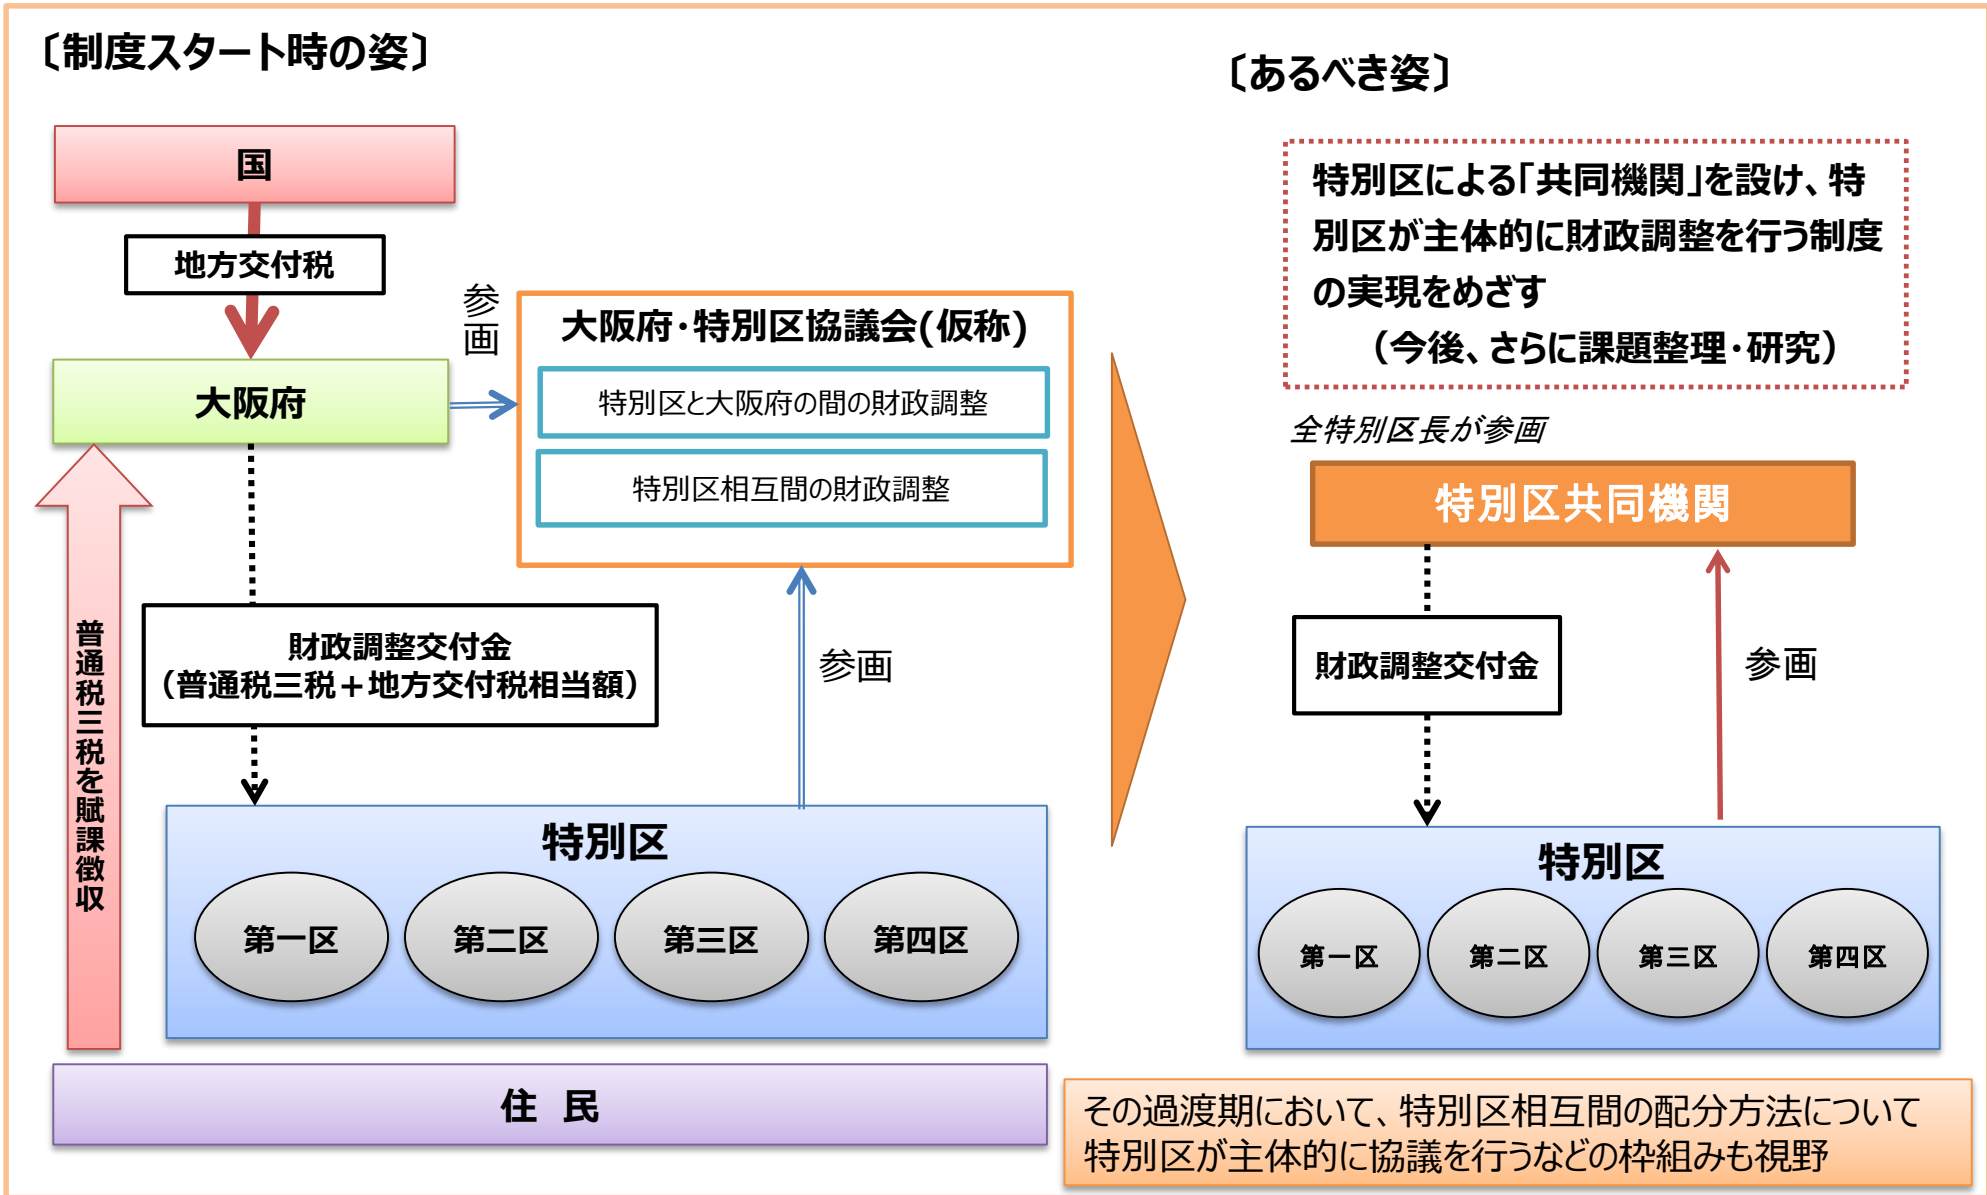 〔制度スタート時の姿〕
国
地方交付税
大阪府
参画
大阪府・特別区協議会(仮称)
特別区と大阪府の間の財政調整
特別区相互間の財政調整
財政調整交付金
（普通税三税＋地方交付税相当額）
参画
普通税三税を賦課徴収
特別区
第一区
第二区
第三区
第四区
住 民
〔あるべき姿〕
特別区による「共同機関」を設け、特
別区が主体的に財政調整を行う制度
の実現をめざす
（今後、さらに課題整理・研究）
全特別区長が参画
特別区共同機関
財政調整交付金
参画
特別区
第一区
第二区
第三区
第四区
その過渡期において、特別区相互間の配分方法について
特別区が主体的に協議を行うなどの枠組みも視野